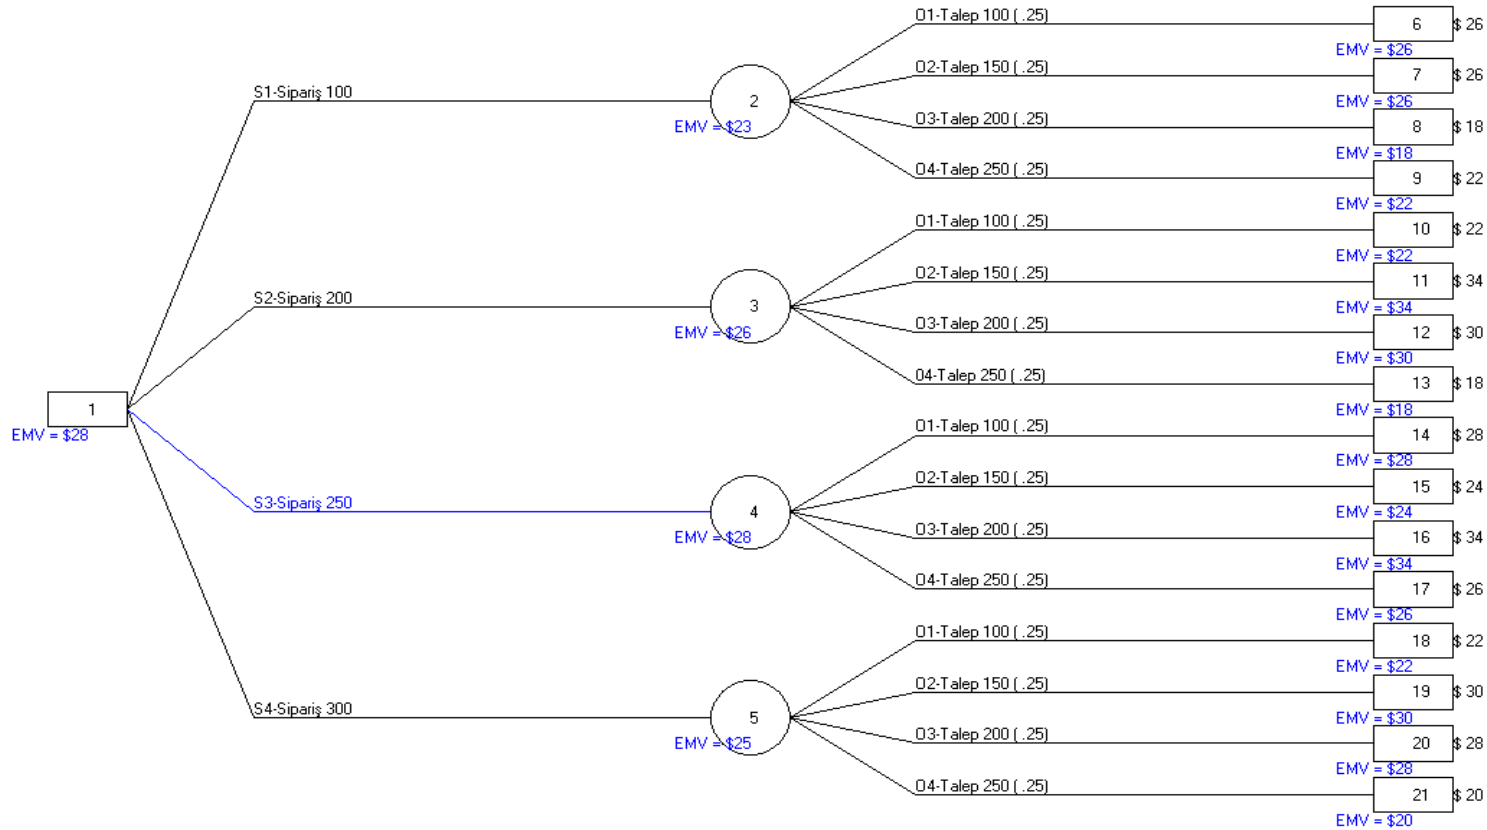 O1-Talep 100 ( .25)
6
$ 26
EMV = $26
O2-Talep 150 ( .25)
7
$ 26
EMV = $26
S1-Sipariş 100
2
EMV = $23
O3-Talep 200 ( .25)
8
$ 18
EMV = $18
O4-Talep 250 ( .25)
9
$ 22
EMV = $22
O1-Talep 100 ( .25)
10
$ 22
EMV = $22
O2-Talep 150 ( .25)
11
$ 34
EMV = $34
S2-Sipariş 200
3
EMV = $26
O3-Talep 200 ( .25)
12
$ 30
EMV = $30
04-Talep 250 ( .25)
13
$ 18
EMV = $18
1
EMV = $28
O1-Talep 100 ( .25)
14
$ 28
EMV = $28
O2-Talep 150 ( .25)
15
$ 24
EMV = $24
S3-Sipariş 250
4
EMV = $28
O3-Talep 200 ( .25)
16
$ 34
EMV = $34
O4-Talep 250 ( .25)
17
$ 26
EMV = $26
O1-Talep 100 ( .25)
18
$ 22
EMV = $22
O2-Talep 150 ( .25)
19
$ 30
EMV = $30
S4-Sipariş 300
5
EMV = $25
O3-Talep 200 ( .25)
20
$ 28
EMV = $28
O4-Talep 250 ( .25)
21
$ 20
EMV = $20